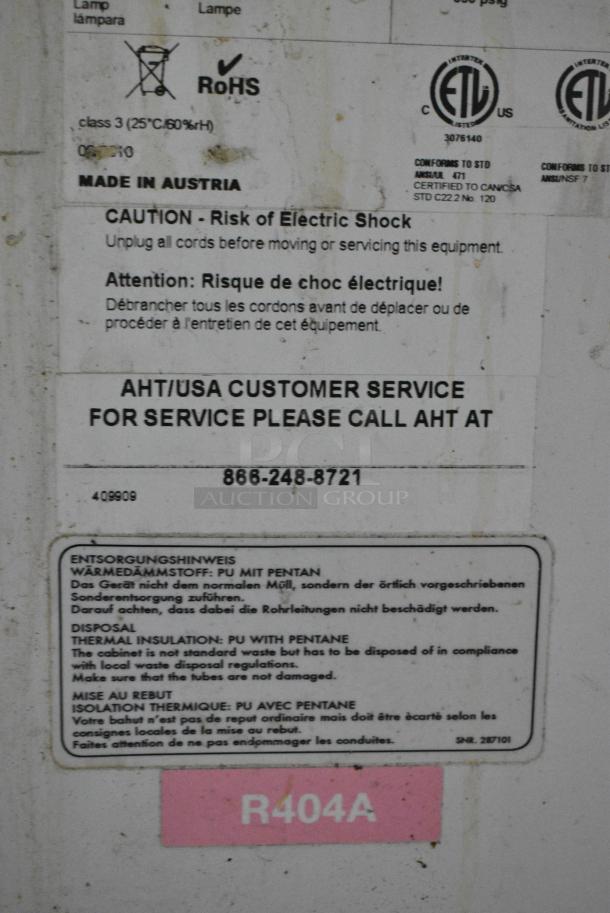 Lamp
lámpara
Lampe
psig
RoHS
INTERTEK
ETL
LISTED
C US
3076140
class 3 (25°C/60%rH)
CONFORMS TO STD
ANSI/UL 471
CERTIFIED TO CAN/CSA
STD C22.2 No. 120
CONFORMS TO
ANSI/NSF 7
MADE IN AUSTRIA
CAUTION - Risk of Electric Shock
Unplug all cords before moving or servicing this equipment.
Attention: Risque de choc électrique!
Débrancher tous les cordons avant de déplacer ou de
procéder à l'entretien de cet équipement.
AHT/USA CUSTOMER SERVICE
FOR SERVICE PLEASE CALL AHT AT
866-248-8721
409909
PCI
AUCTION GROUP
ENTSORGUNGSHINWEIS
WÄRMEDÄMMSTOFF: PU MIT PENTAN
Das Gerät nicht dem normalen Müll, sondern der örtlich vorgeschriebenen
Sonderentsorgung zuführen.
Darauf achten, dass dabei die Rohrleitungen nicht beschädigt werden.
DISPOSAL
THERMAL INSULATION: PU WITH PENTANE
The cabinet is not standard waste but has to be disposed of in compliance
with local waste disposal regulations.
Make sure that the tubes are not damaged.
MISE AU REBUT
ISOLATION THERMIQUE: PU AVEC PENTANE
Votre bahut n'est pas de reput ordinaire mais doit être ècarté selon les
consignes locales de la mise au rebut.
Faites attention de ne pas endommager les conduites.
SNR. 287101
R404A